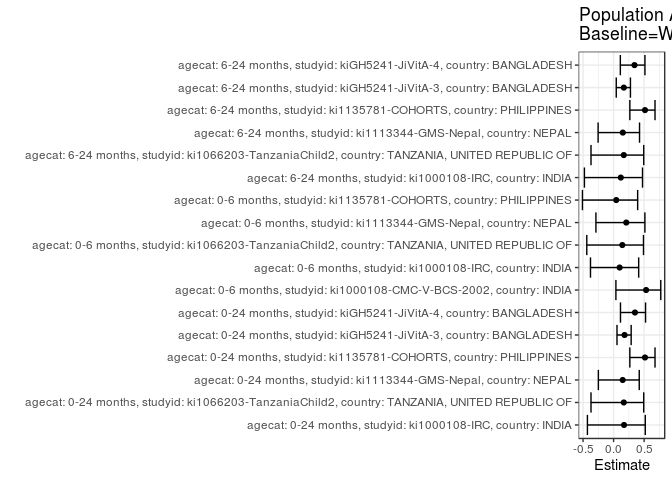 Population A
Baseline=W
agecat: 6-24 months, studyid: kiGH5241-JiVitA-4, country: BANGLADESH
agecat: 6-24 months, studyid: kiGH5241-JiVitA-3, country: BANGLADESH
agecat: 6-24 months, studyid: ki1135781-COHORTS, country: PHILIPPINES
agecat: 6-24 months, studyid: ki1113344-GMS-Nepal, country: NEPAL
agecat: 6-24 months, studyid: ki1066203-TanzaniaChild2, country: TANZANIA, UNITED REPUBLIC OF
agecat: 6-24 months, studyid: ki1000108-IRC, country: INDIA
agecat: 0-6 months, studyid: ki1135781-COHORTS, country: PHILIPPINES
agecat: 0-6 months, studyid: ki1113344-GMS-Nepal, country: NEPAL
agecat: 0-6 months, studyid: ki1066203-TanzaniaChild2, country: TANZANIA, UNITED REPUBLIC OF
agecat: 0-6 months, studyid: ki1000108-IRC, country: INDIA
agecat: 0-6 months, studyid: ki1000108-CMC-V-BCS-2002, country: INDIA
agecat: 0-24 months, studyid: kiGH5241-JiVitA-4, country: BANGLADESH
agecat: 0-24 months, studyid: kiGH5241-JiVitA-3, country: BANGLADESH
agecat: 0-24 months, studyid: ki1135781-COHORTS, country: PHILIPPINES
agecat: 0-24 months, studyid: ki1113344-GMS-Nepal, country: NEPAL
agecat: 0-24 months, studyid: ki1066203-TanzaniaChild2, country: TANZANIA, UNITED REPUBLIC OF
agecat: 0-24 months, studyid: ki1000108-IRC, country: INDIA
-0.5 0.0 0.5
Estimate